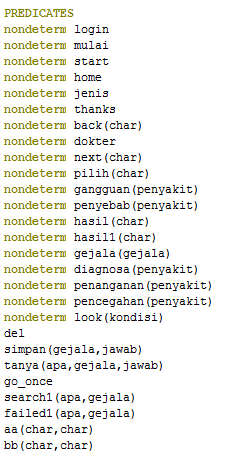 PREDICATES
nondeterm login
nondeterm mulai
nondeterm start
nondeterm home
nondeterm jenis
nondeterm thanks
nondeterm back(char)
nondeterm dokter
nondeterm next(char)
nondeterm pilih(char)
nondeterm gangguan(penyakit)
nondeterm penyebab(penyakit)
nondeterm hasil(char)
nondeterm hasil1(char)
nondeterm gejala(gejala)
nondeterm diagnosa(penyakit)
nondeterm penanganan(penyakit)
nondeterm pencegahan(penyakit)
nondeterm look(kondisi)
del
simpan(gejala,jawab)
tanya(apa,gejala,jawab)
go_once
search1(apa,gejala)
failed1(apa,gejala)
aa(char,char)
bb(char,char)